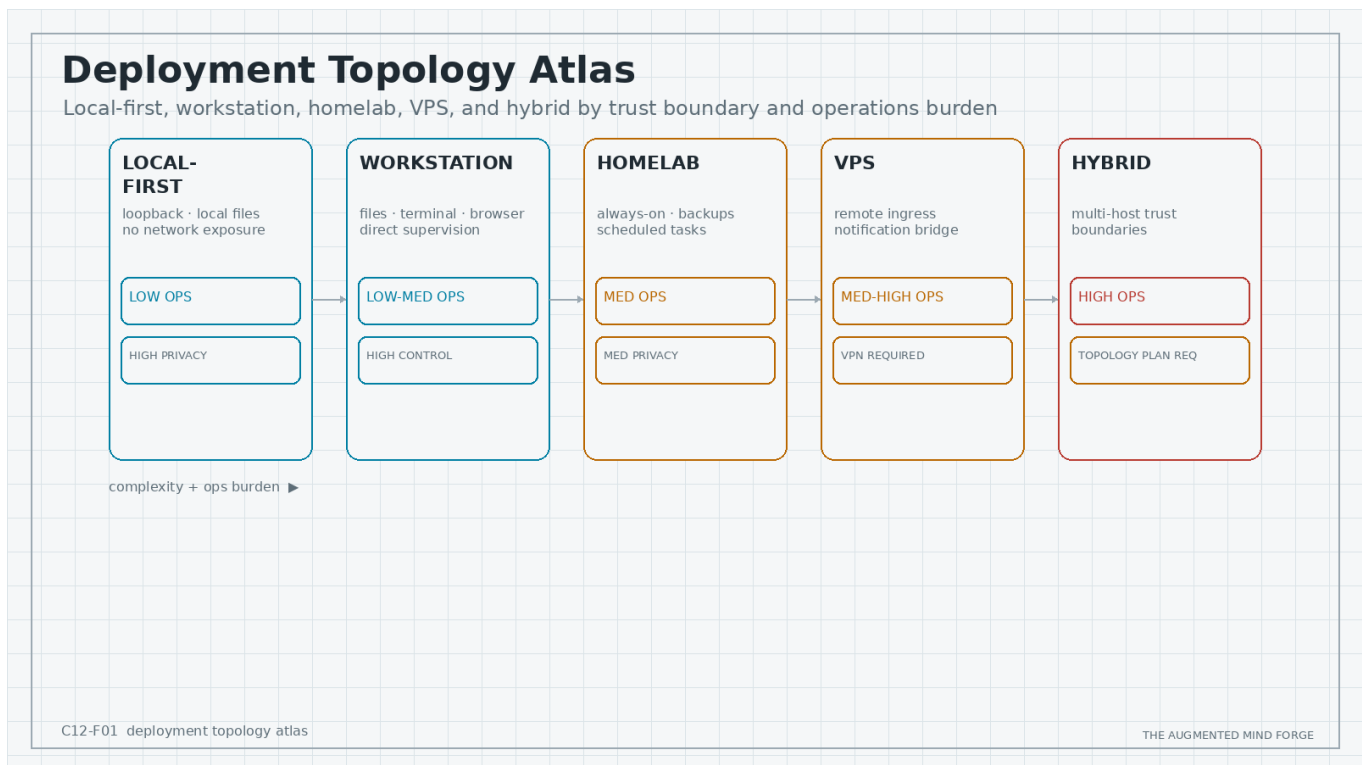 Deployment Topology Atlas
Local-first, workstation, homelab, VPS, and hybrid by trust boundary and operations burden
LOCAL-
FIRST
loopback · local files
no network exposure
LOW OPS
HIGH PRIVACY
WORKSTATION
files · terminal · browser
direct supervision
LOW-MED OPS
HIGH CONTROL
HOMELAB
always-on · backups
scheduled tasks
MED OPS
MED PRIVACY
VPS
remote ingress
notification bridge
MED-HIGH OPS
VPN REQUIRED
HYBRID
multi-host trust
boundaries
HIGH OPS
TOPOLOGY PLAN REQ
complexity + ops burden ▶
C12-F01 deployment topology atlas
THE AUGMENTED MIND FORGE